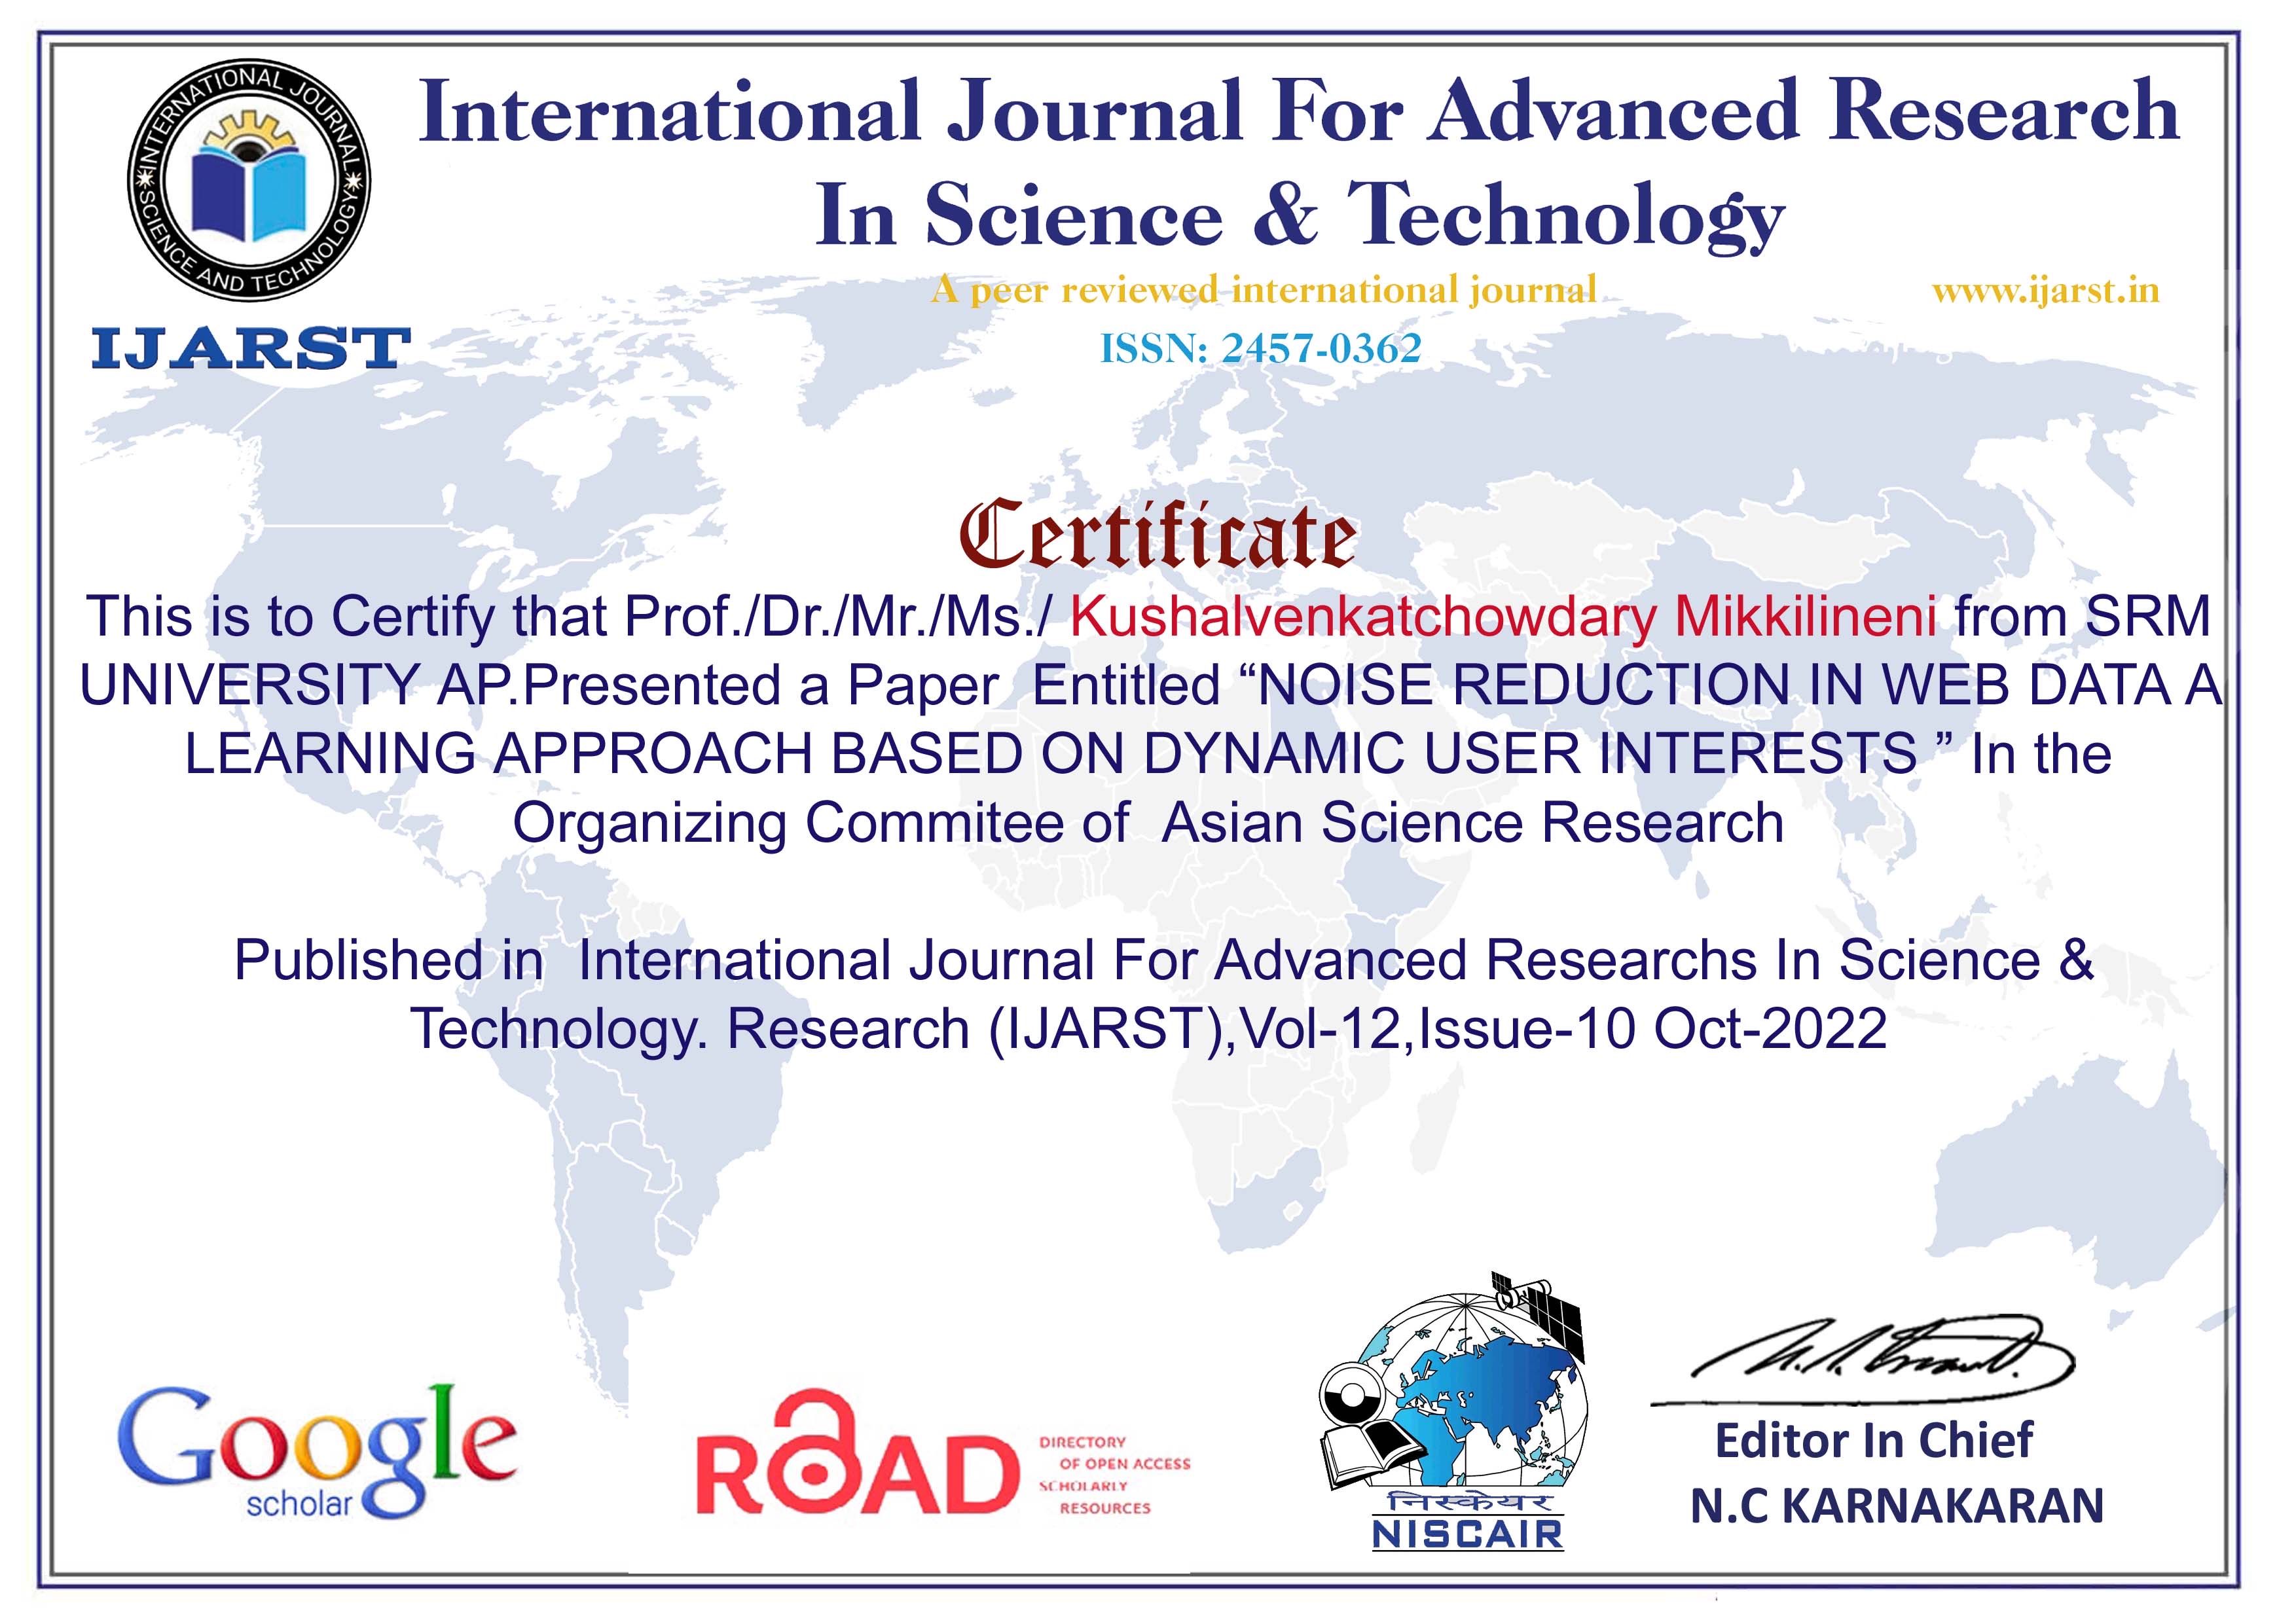 INTERNATIONAL JOURNAL
SCIENCE AND TECHNOLOGY
IJARST
International Journal For Advanced Research
In Science & Technology
A peer reviewed international journal
www.ijarst.in
ISSN: 2457-0362
Certificate
This is to Certify that Prof./Dr./Mr./Ms./ Kushalvenkatchowdary Mikkilineni from SRM
UNIVERSITY AP.Presented a Paper Entitled “NOISE REDUCTION IN WEB DATA A
LEARNING APPROACH BASED ON DYNAMIC USER INTERESTS ” In the
Organizing Commitee of Asian Science Research
Published in International Journal For Advanced Researchs In Science &
Technology. Research (IJARST),Vol-12,Issue-10 Oct-2022
Google
scholar
ROAD
DIRECTORY
OF OPEN ACCESS
SCHOLARLY
RESOURCES
निस्केयर
NISCAIR
Editor In Chief
N.C KARNAKARAN